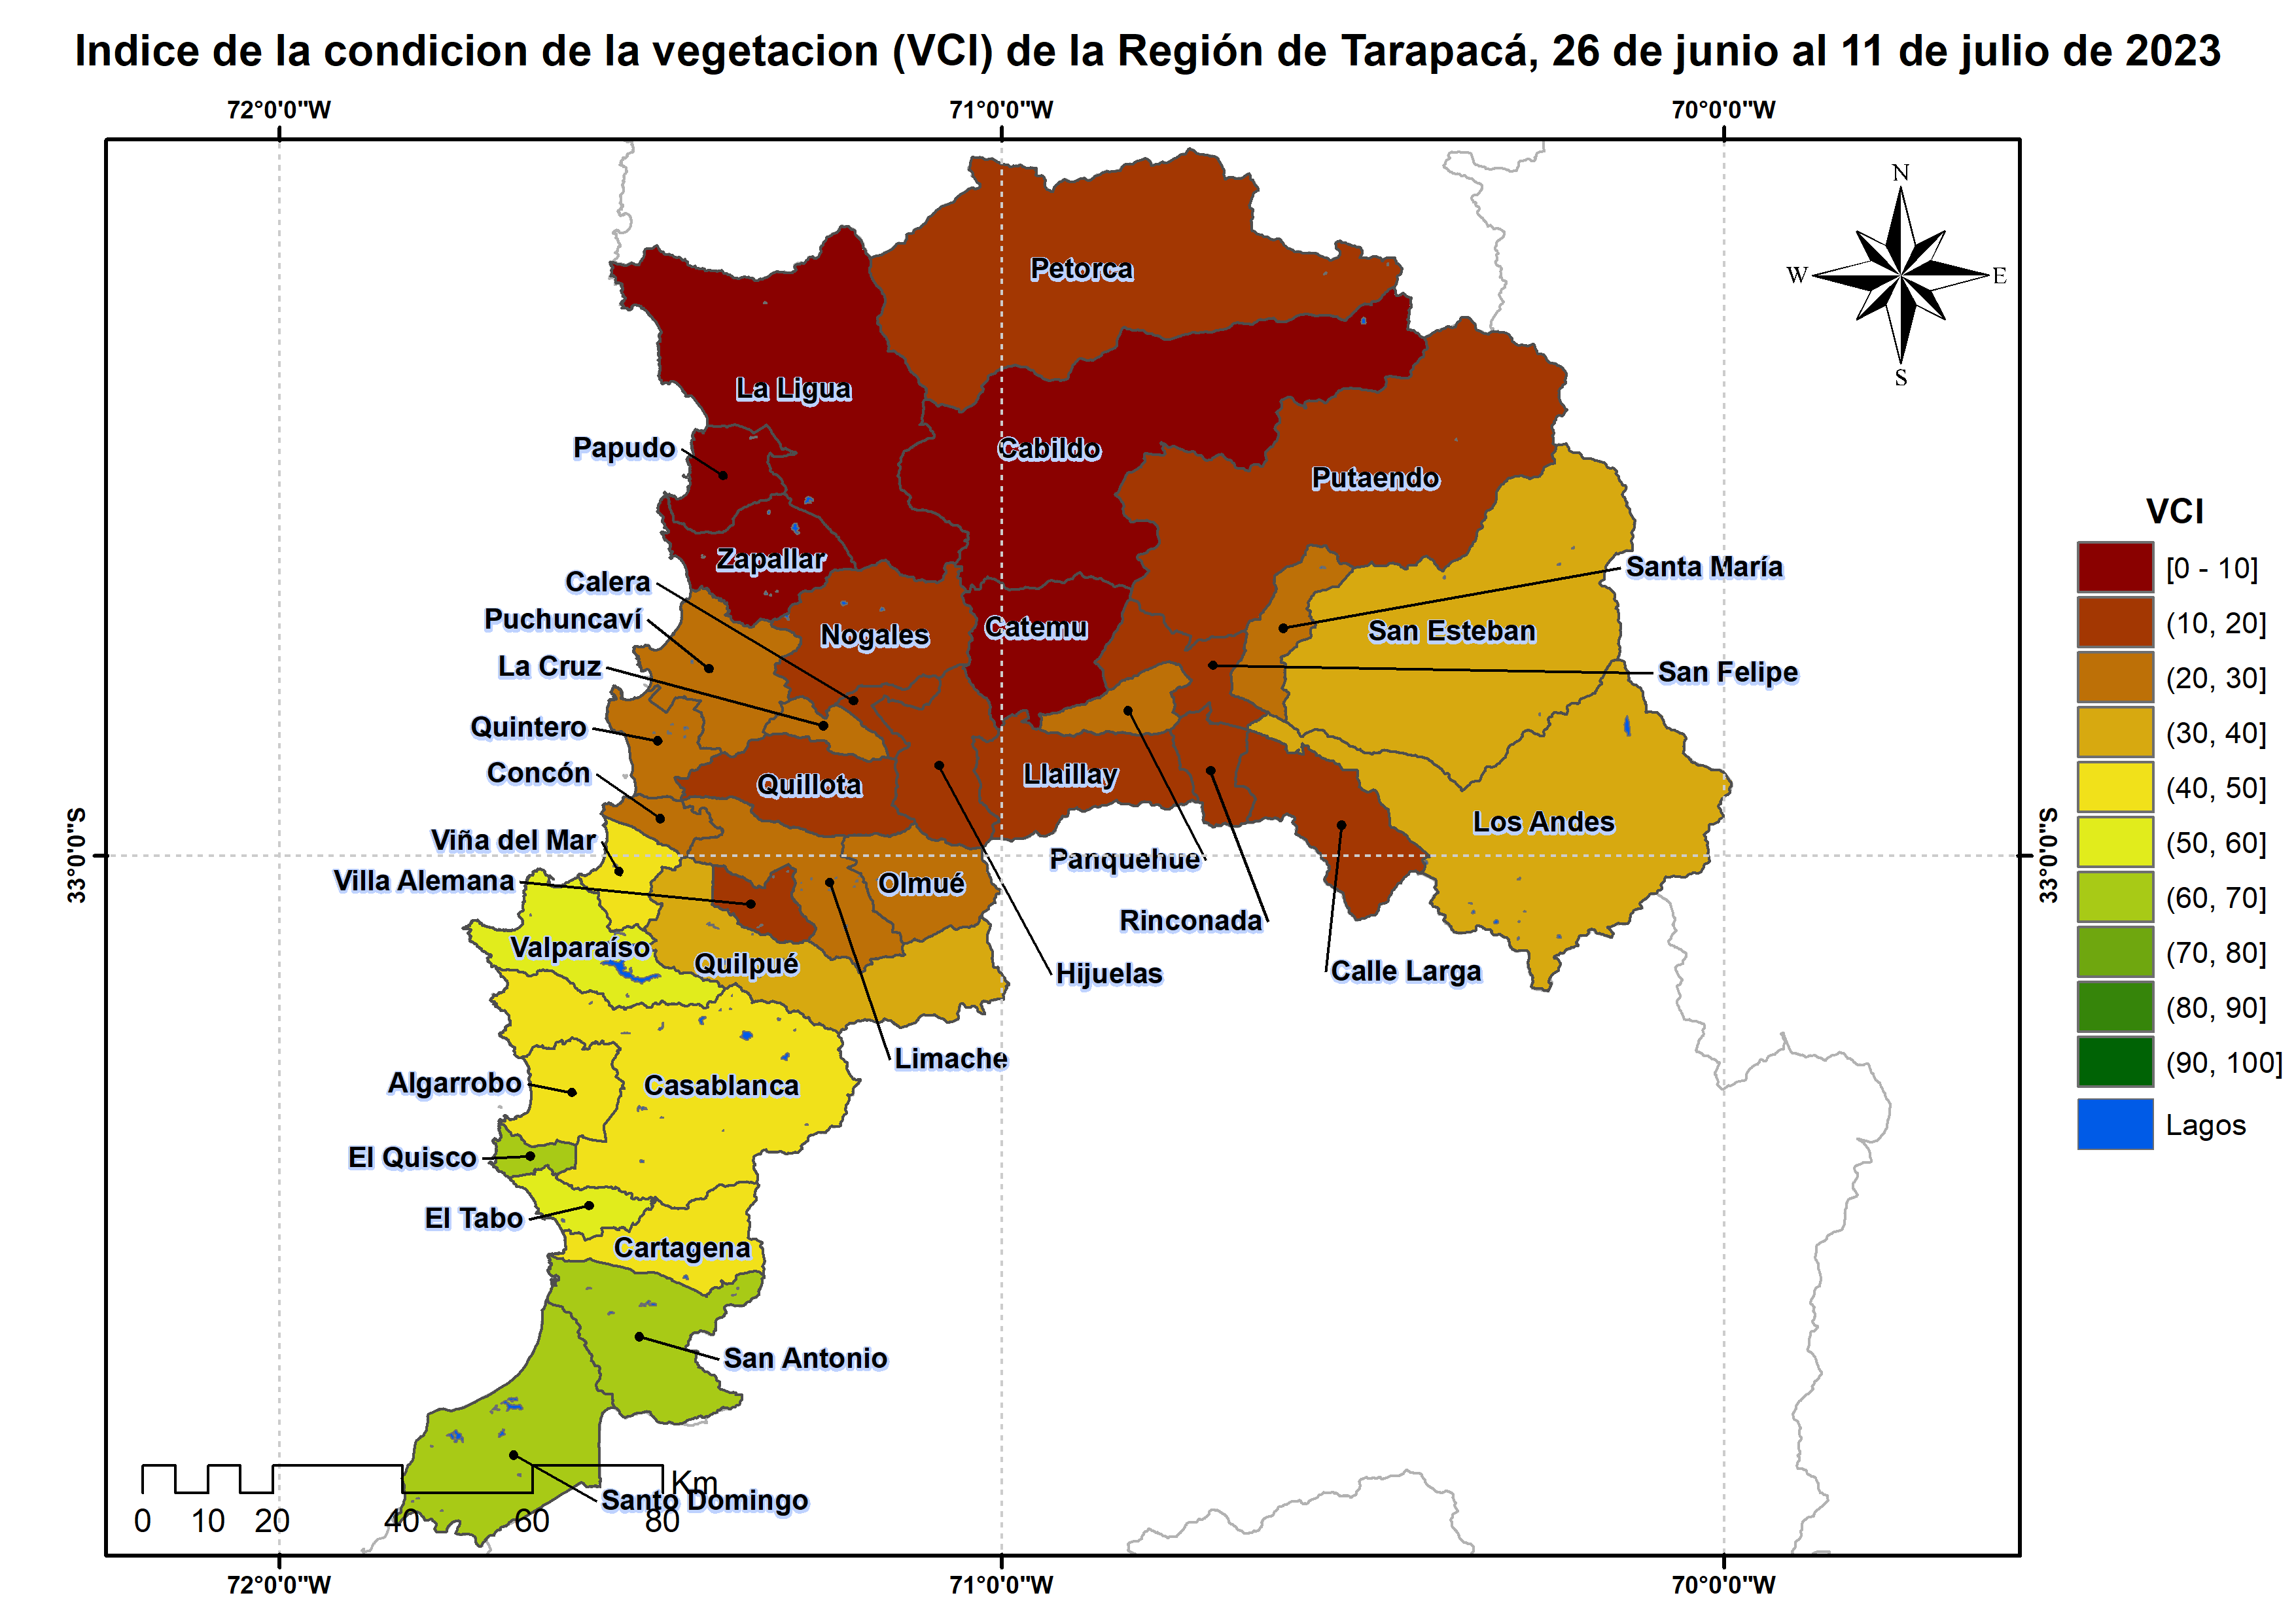 Indice de la condicion de la vegetacion (VCI) de la Región de Tarapacá, 26 de junio al 11 de julio de 2023
72°0'0"W
71°0'0"W
70°0'0"W
N
W
E
S
33°0'0"S
33°0'0"S
Petorca
La Ligua
Papudo
Cabildo
Putaendo
Zapallar
Santa María
Calera
Puchuncaví
Nogales
Catemu
San Esteban
La Cruz
San Felipe
Quintero
Concón
Quillota
Llaillay
Los Andes
Viña del Mar
Panquehue
Villa Alemana
Olmué
Rinconada
Valparaíso
Quilpué
Hijuelas
Calle Larga
Limache
Algarrobo
Casablanca
El Quisco
El Tabo
Cartagena
San Antonio
Santo Domingo
Km
0
10
20
40
60
80
72°0'0"W
71°0'0"W
70°0'0"W
VCI
[0 - 10]
(10, 20]
(20, 30]
(30, 40]
(40, 50]
(50, 60]
(60, 70]
(70, 80]
(80, 90]
(90, 100]
Lagos